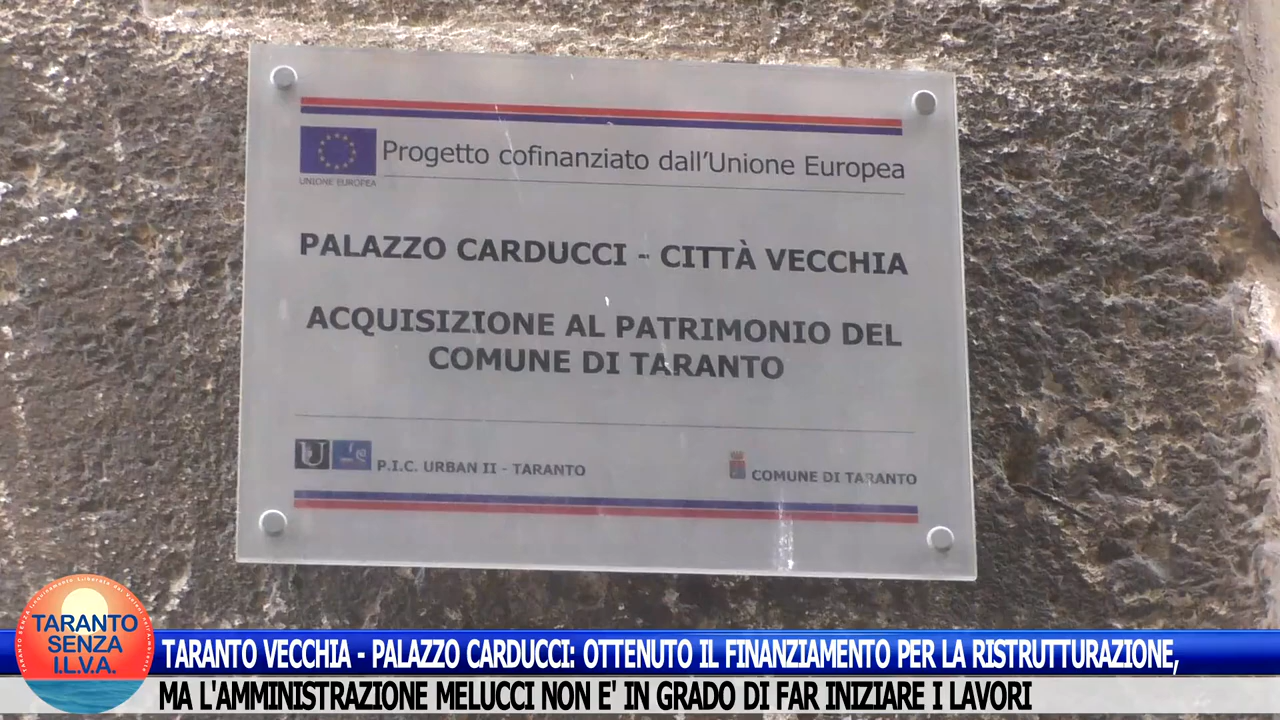 Progetto cofinanziato dall'Unione Europea
UNIONE EUROPEA
PALAZZO CARDUCCI - CITTÀ VECCHIA
ACQUISIZIONE AL PATRIMONIO DEL
COMUNE DI TARANTO
P.I.C. URBAN II - TARANTO
COMUNE DI TARANTO
TARANTO
SENZA
I.L.V.A.
TARANTO VECCHIA - PALAZZO CARDUCCI: OTTENUTO IL FINANZIAMENTO PER LA RISTRUTTURAZIONE,
MA L'AMMINISTRAZIONE MELUCCI NON E' IN GRADO DI FAR INIZIARE I LAVORI